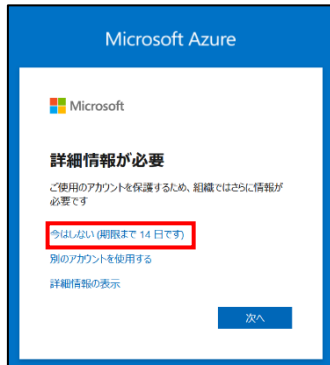 Microsoft Azure
Microsoft
詳細情報が必要
ご使用のアカウントを保護するため、組織ではさらに情報が
必要です
今はしない (期限まで 14 日です)
別のアカウントを使用する
詳細情報の表示
次へ